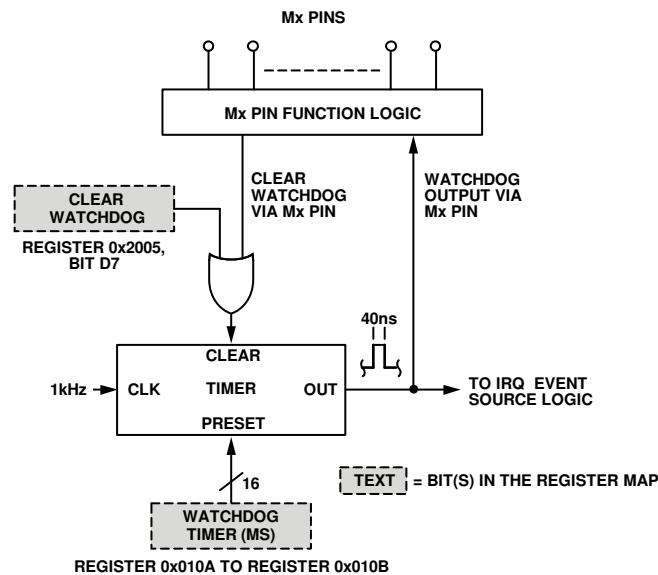 Mx PINS
Mx PIN FUNCTION LOGIC
CLEAR
WATCHDOG
VIA Mx PIN
WATCHDOG
OUTPUT VIA
Mx PIN
CLEAR
WATCHDOG
REGISTER 0x2005,
BIT D7
40ns
CLEAR
1kHz
CLK
TIMER
OUT
PRESET
TO IRQ EVENT
SOURCE LOGIC
16
TEXT = BIT(S) IN THE REGISTER MAP
WATCHDOG
TIMER (MS)
REGISTER 0x010A TO REGISTER 0x010B